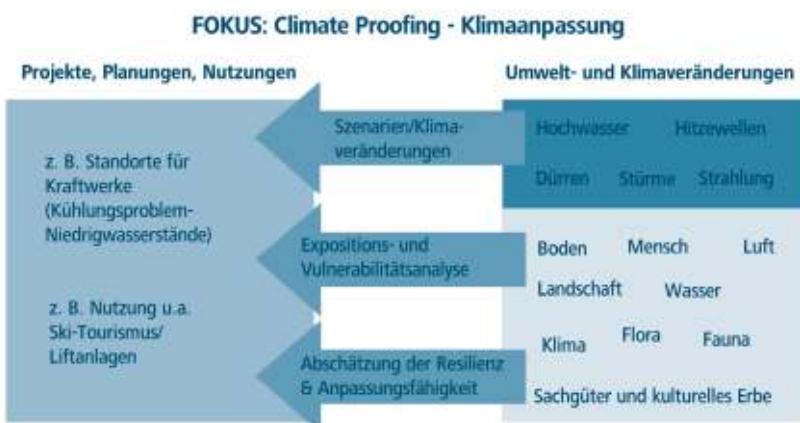 FOKUS: Climate Proofing - Klimaanpassung
Projekte, Planungen, Nutzungen
Umwelt- und Klimaveränderungen
z. B. Standorte für
Kraftwerke
(Kühlungsproblem-
Niedrigwasserstände)
z. B. Nutzung u.a.
Ski-Tourismus/
Liftanlagen
Szenarien/Klima-
veränderungen
Expositions- und
Vulnerabilitätsanalyse
Abschätzung der Resilienz
& Anpassungsfähigkeit
Hochwasser Hitzewellen
Dürren Stürme Strahlung
Boden Mensch Luft
Landschaft Wasser
Klima Flora Fauna
Sachgüter und kulturelles Erbe